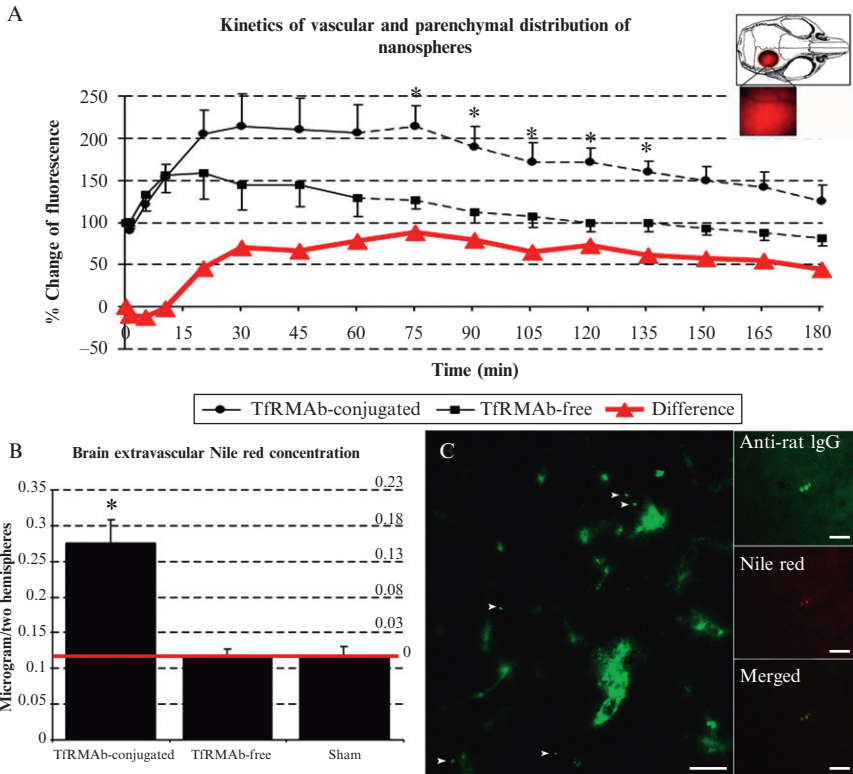 A
Kinetics of vascular and parenchymal distribution of
nanospheres
% Change of fluorescence
250
200
150
100
50
0
–50
* * * * *
0 15 30 45 60 75 90 105 120 135 150 165 180
Time (min)
TfRMAb-conjugated TfRMAb-free Difference
B
Brain extravascular Nile red concentration
Microgram/two hemispheres
0.35
0.3
0.25
0.2
0.15
0.1
0.05
0
*
0.23
0.18
0.13
0.08
0.03
0
TfRMAb-conjugated TfRMAb-free Sham
C
Anti-rat IgG
Nile red
Merged